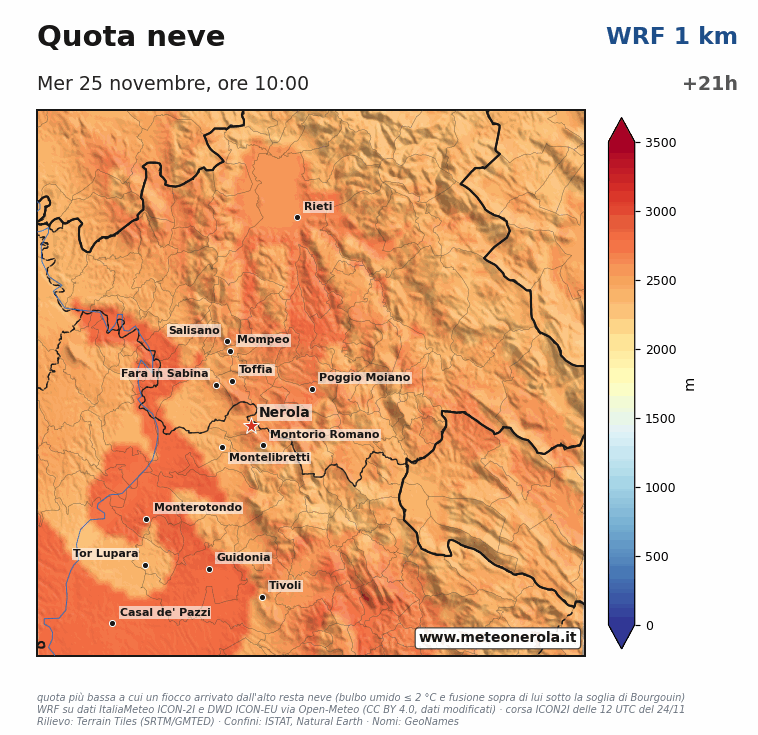 Quota neve
WRF 1 km
Mer 25 novembre, ore 10:00
+21h
Rieti
Salisano
Mompeo
Toffia
Fara in Sabina
Poggio Moiano
Nerola
Montorio Romano
Montelibretti
Monterotondo
Tor Lupara
Guidonia
Tivoli
Casal de' Pazzi
www.meteonerola.it
3500
3000
2500
2000
1500
1000
500
0
m
quota più bassa a cui un fiocco arrivato dall'alto resta neve (bulbo umido ≤ 2 °C e fusione sopra di lui sotto la soglia di Bourgouin)
WRF su dati ItaliaMeteo ICON-2I e DWD ICON-EU via Open-Meteo (CC BY 4.0, dati modificati) · corsa ICON2I delle 12 UTC del 24/11
Rilievo: Terrain Tiles (SRTM/GMTED) · Confini: ISTAT, Natural Earth · Nomi: GeoNames